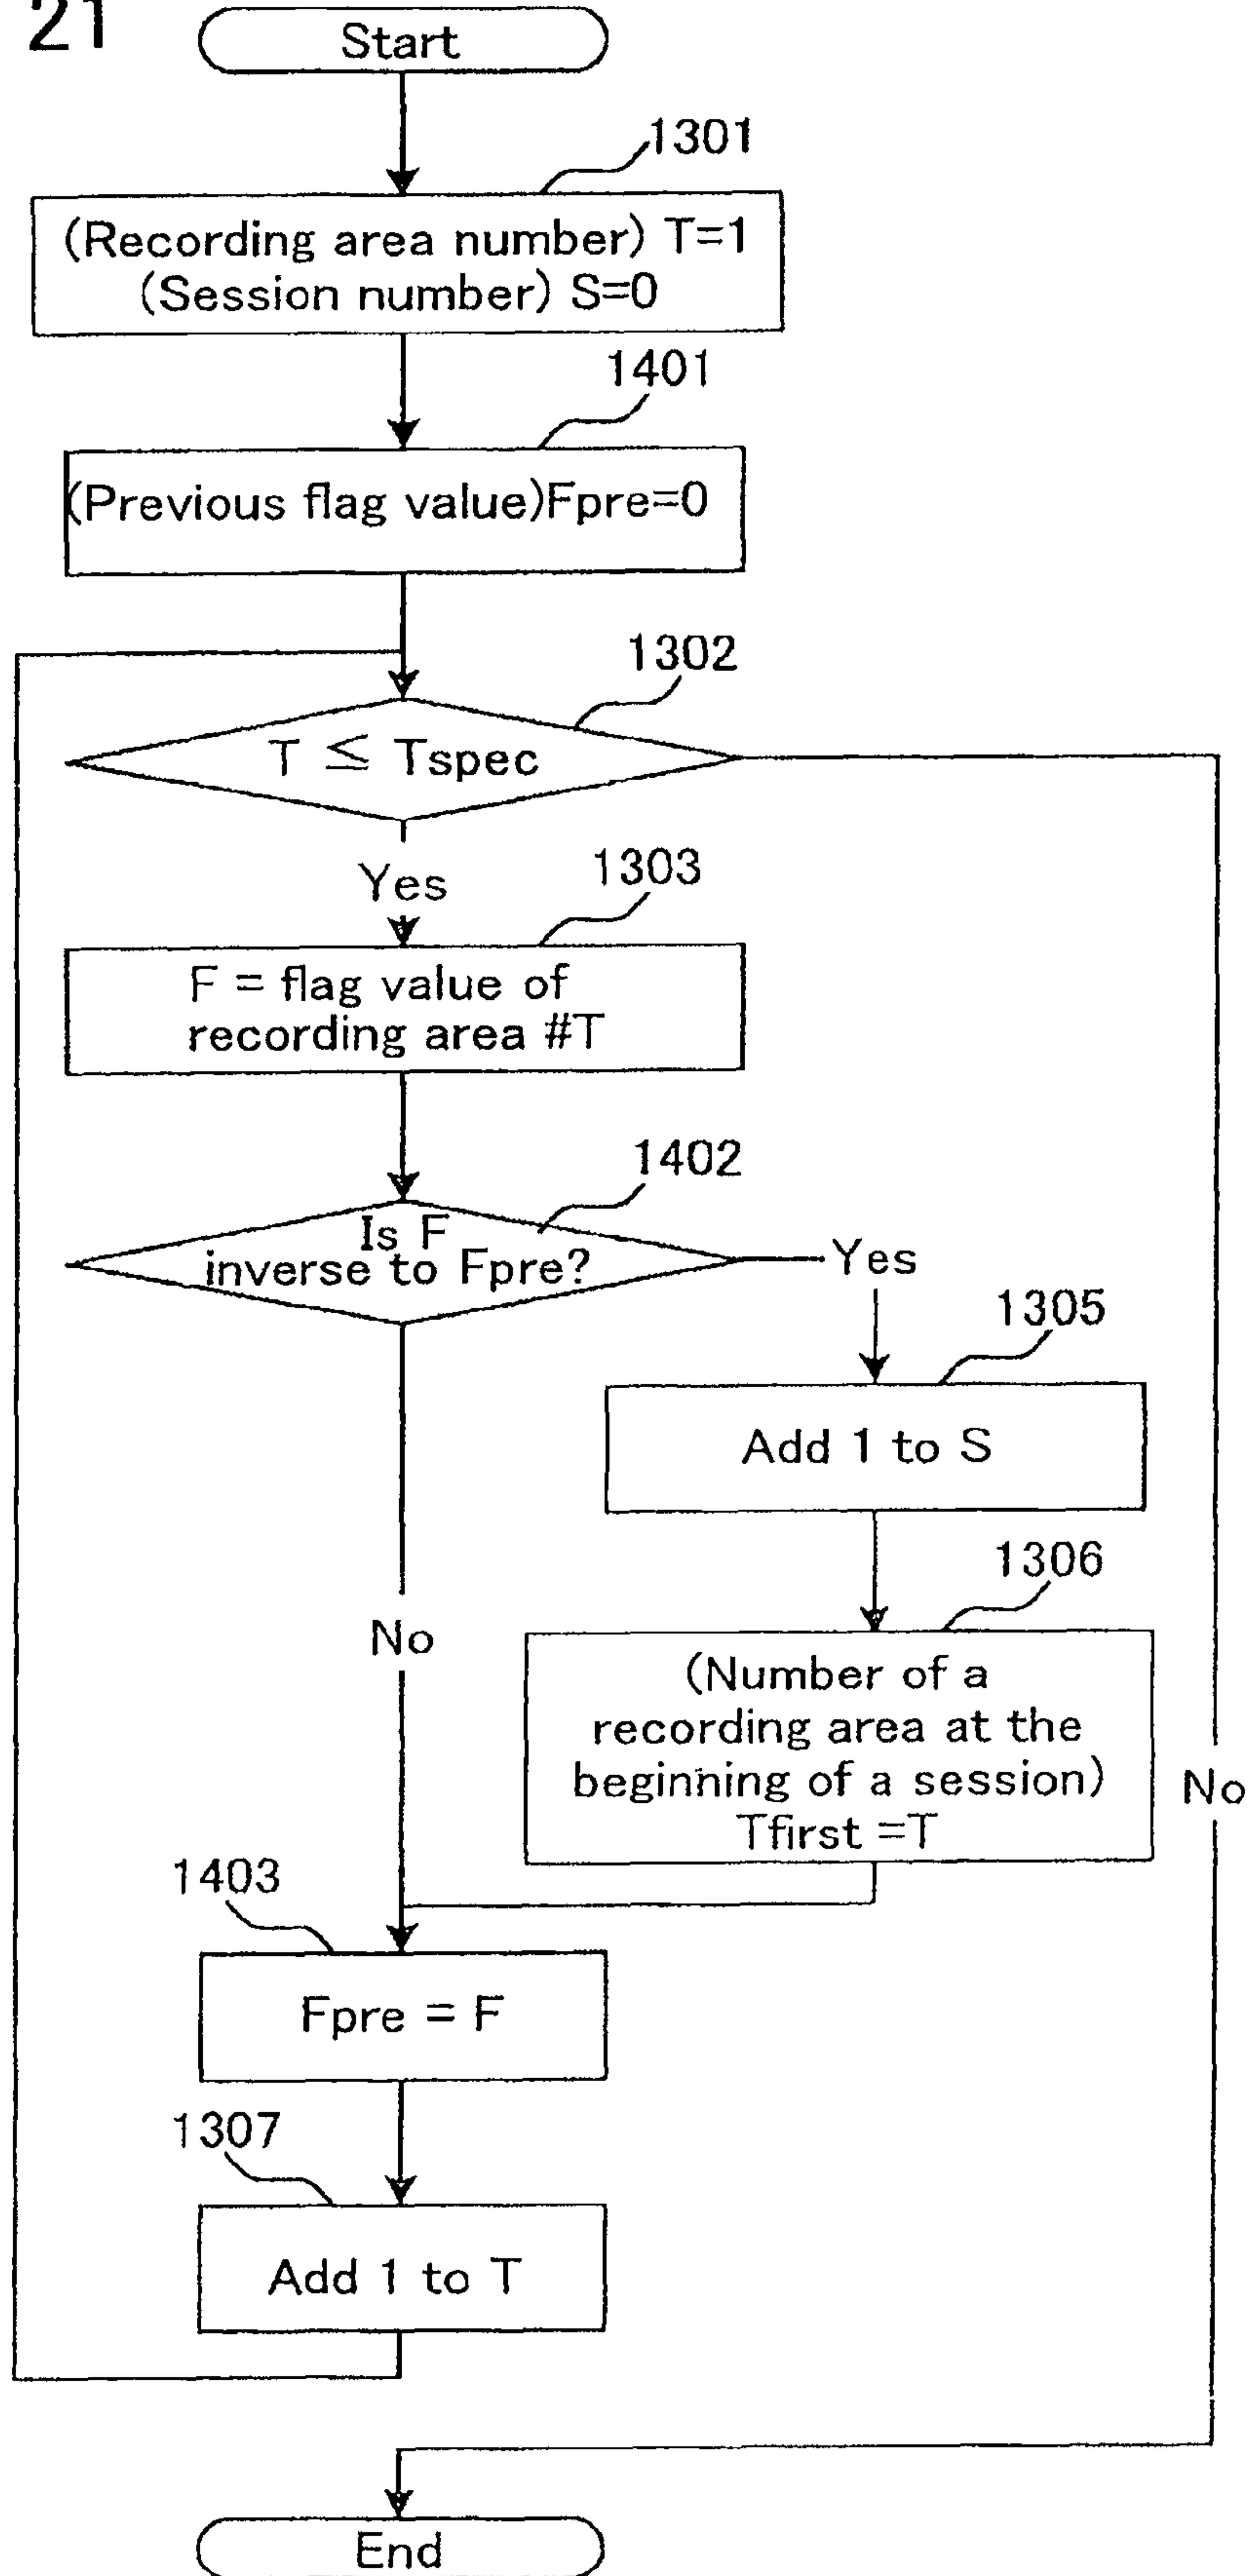 21
Start
1301
(Recording area number) T=1
(Session number) S=0
1401
(Previous flag value)Fpre=0
1302
T ≤ Tspec
Yes
1303
F = flag value of
recording area #T
1402
Is F
inverse to Fpre?
Yes
1305
Add 1 to S
1306
No
(Number of a
recording area at the
beginning of a session)
Tfirst =T
No
1403
Fpre = F
1307
Add 1 to T
End